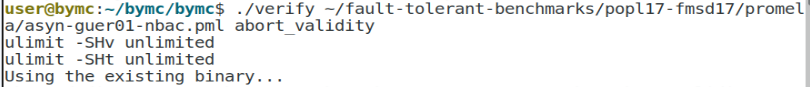 user@bymc:~/bymc/bymc$ ./verify ~/fault-tolerant-benchmarks/popl17-fmsd17/promel
a/asyn-guer01-nbac.pml abort_validity
ulimit -SHv unlimited
ulimit -SHt unlimited
Using the existing binary...